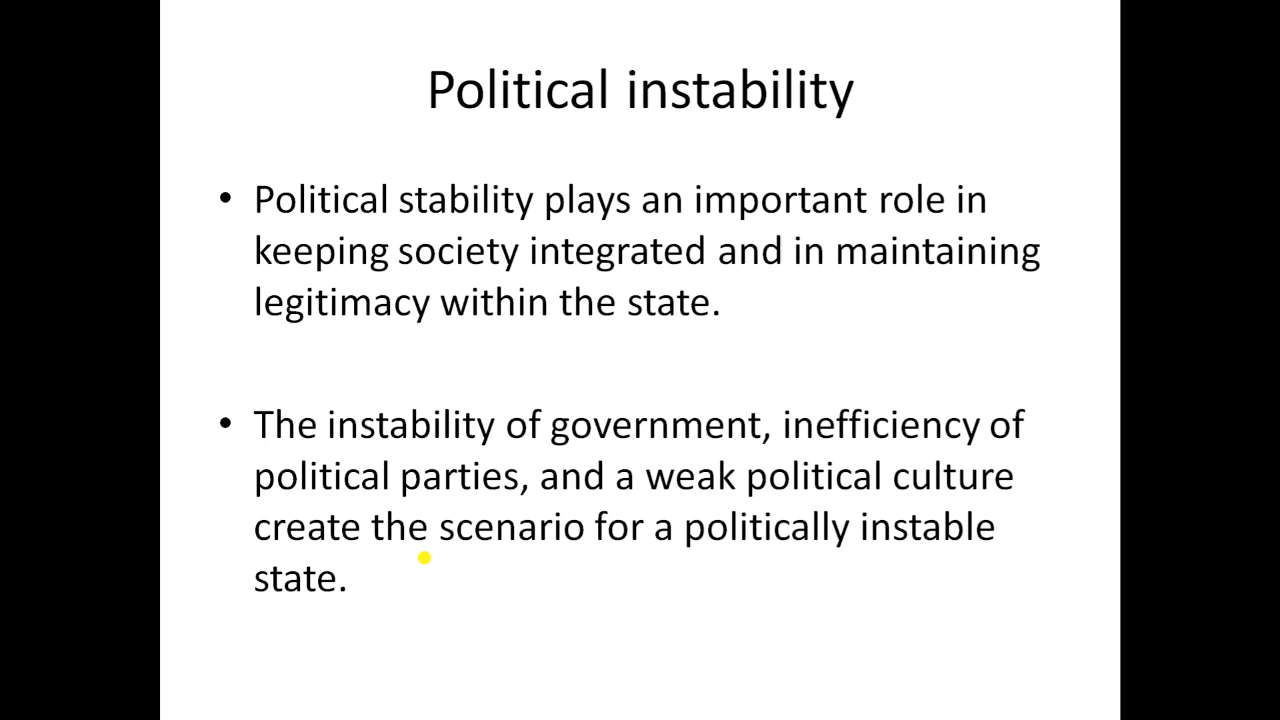 Political instability
• Political stability plays an important role in
keeping society integrated and in maintaining
legitimacy within the state.
• The instability of government, inefficiency of
political parties, and a weak political culture
create the scenario for a politically instable
state.